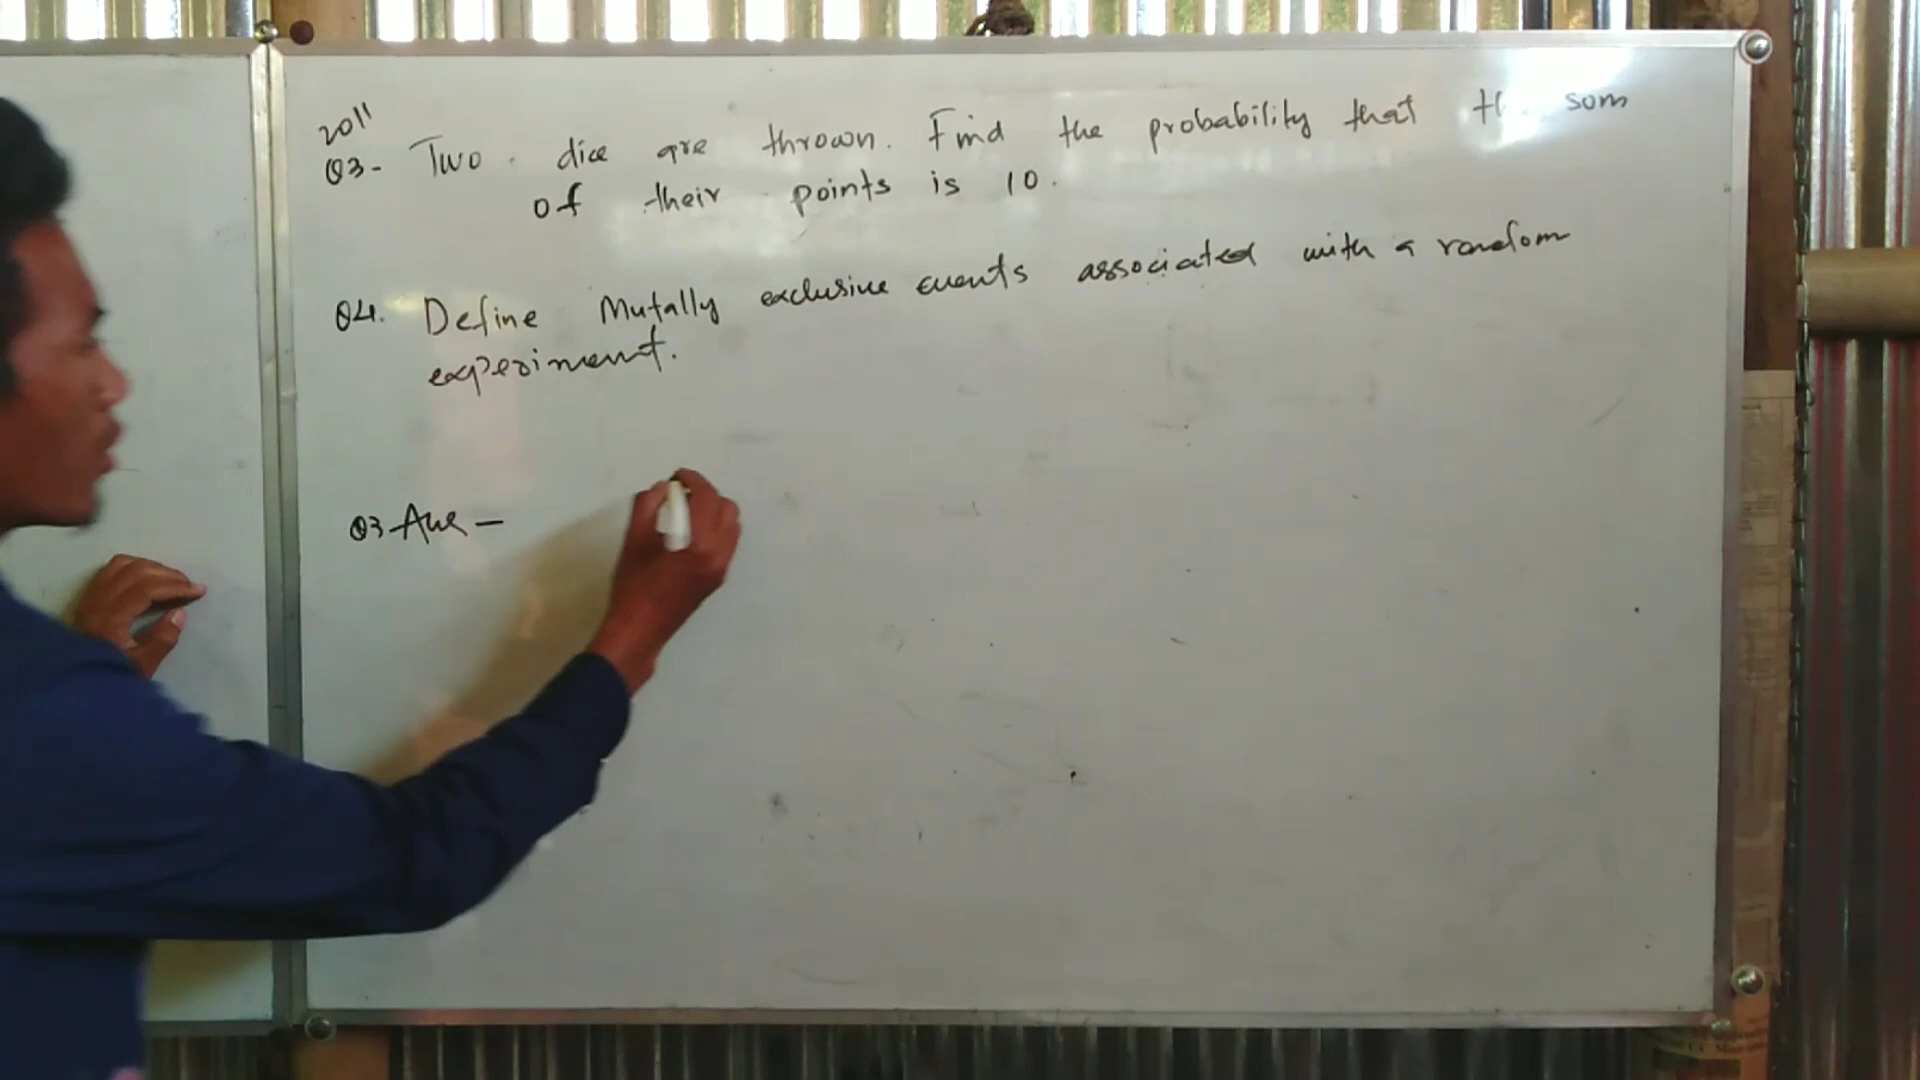 2011
Q3- Two dice are thrown. Find the probability that the som
of their points is 10.
Q4. Define Mutally exclusive events associated with a random
experiment.
Q3 Ans -